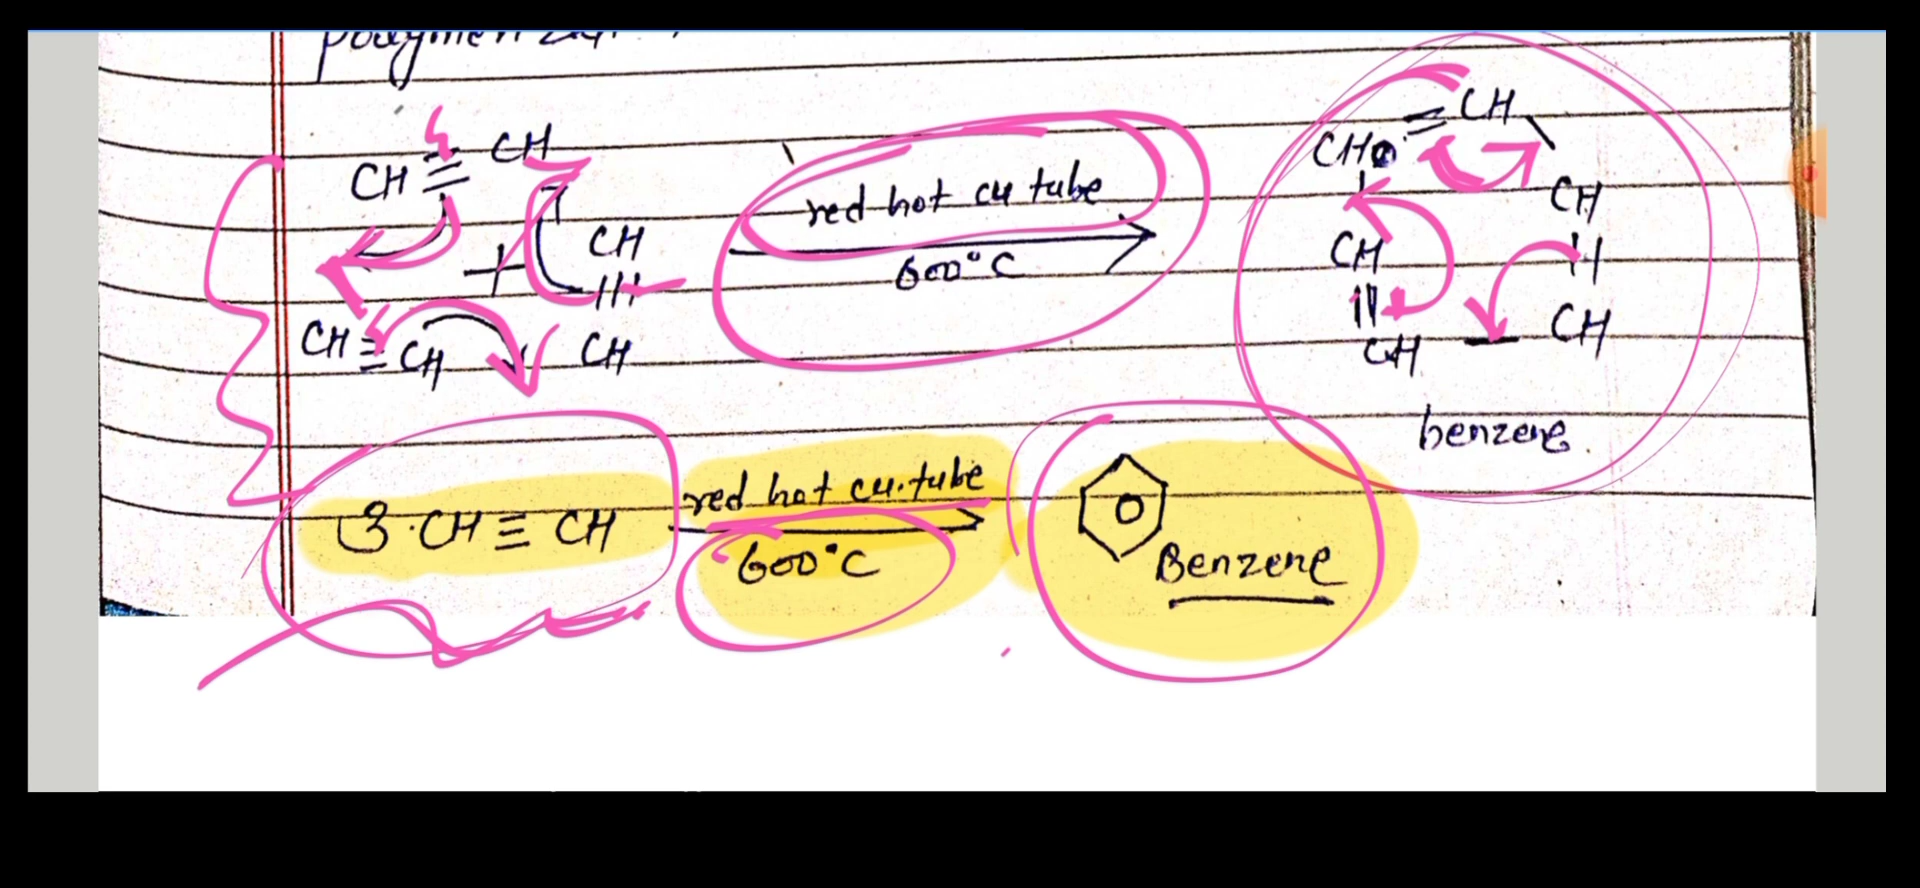 CH ≡ CH
+
CH
|||
CH
CH ≡ CH
red hot cu tube
600°C
CH = CH
CH
CH
||
CH
CH
||
CH
benzene
3 · CH ≡ CH
red hot cu. tube
600°C
Benzene